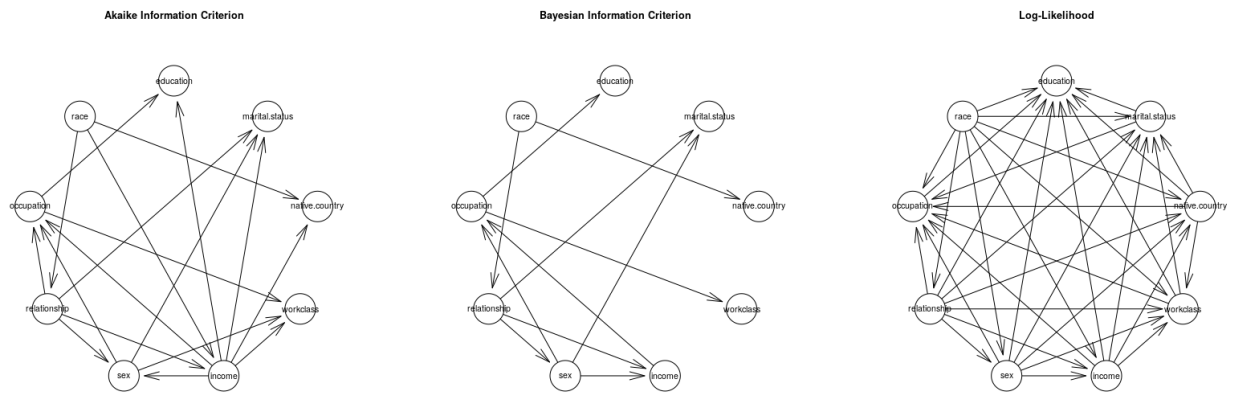 Akaike Information Criterion
education
race
marital.status
occupation
native.country
relationship
workclass
sex
income
Bayesian Information Criterion
education
race
marital.status
occupation
native.country
relationship
workclass
sex
income
Log-Likelihood
education
race
marital.status
occupation
native.country
relationship
workclass
sex
income